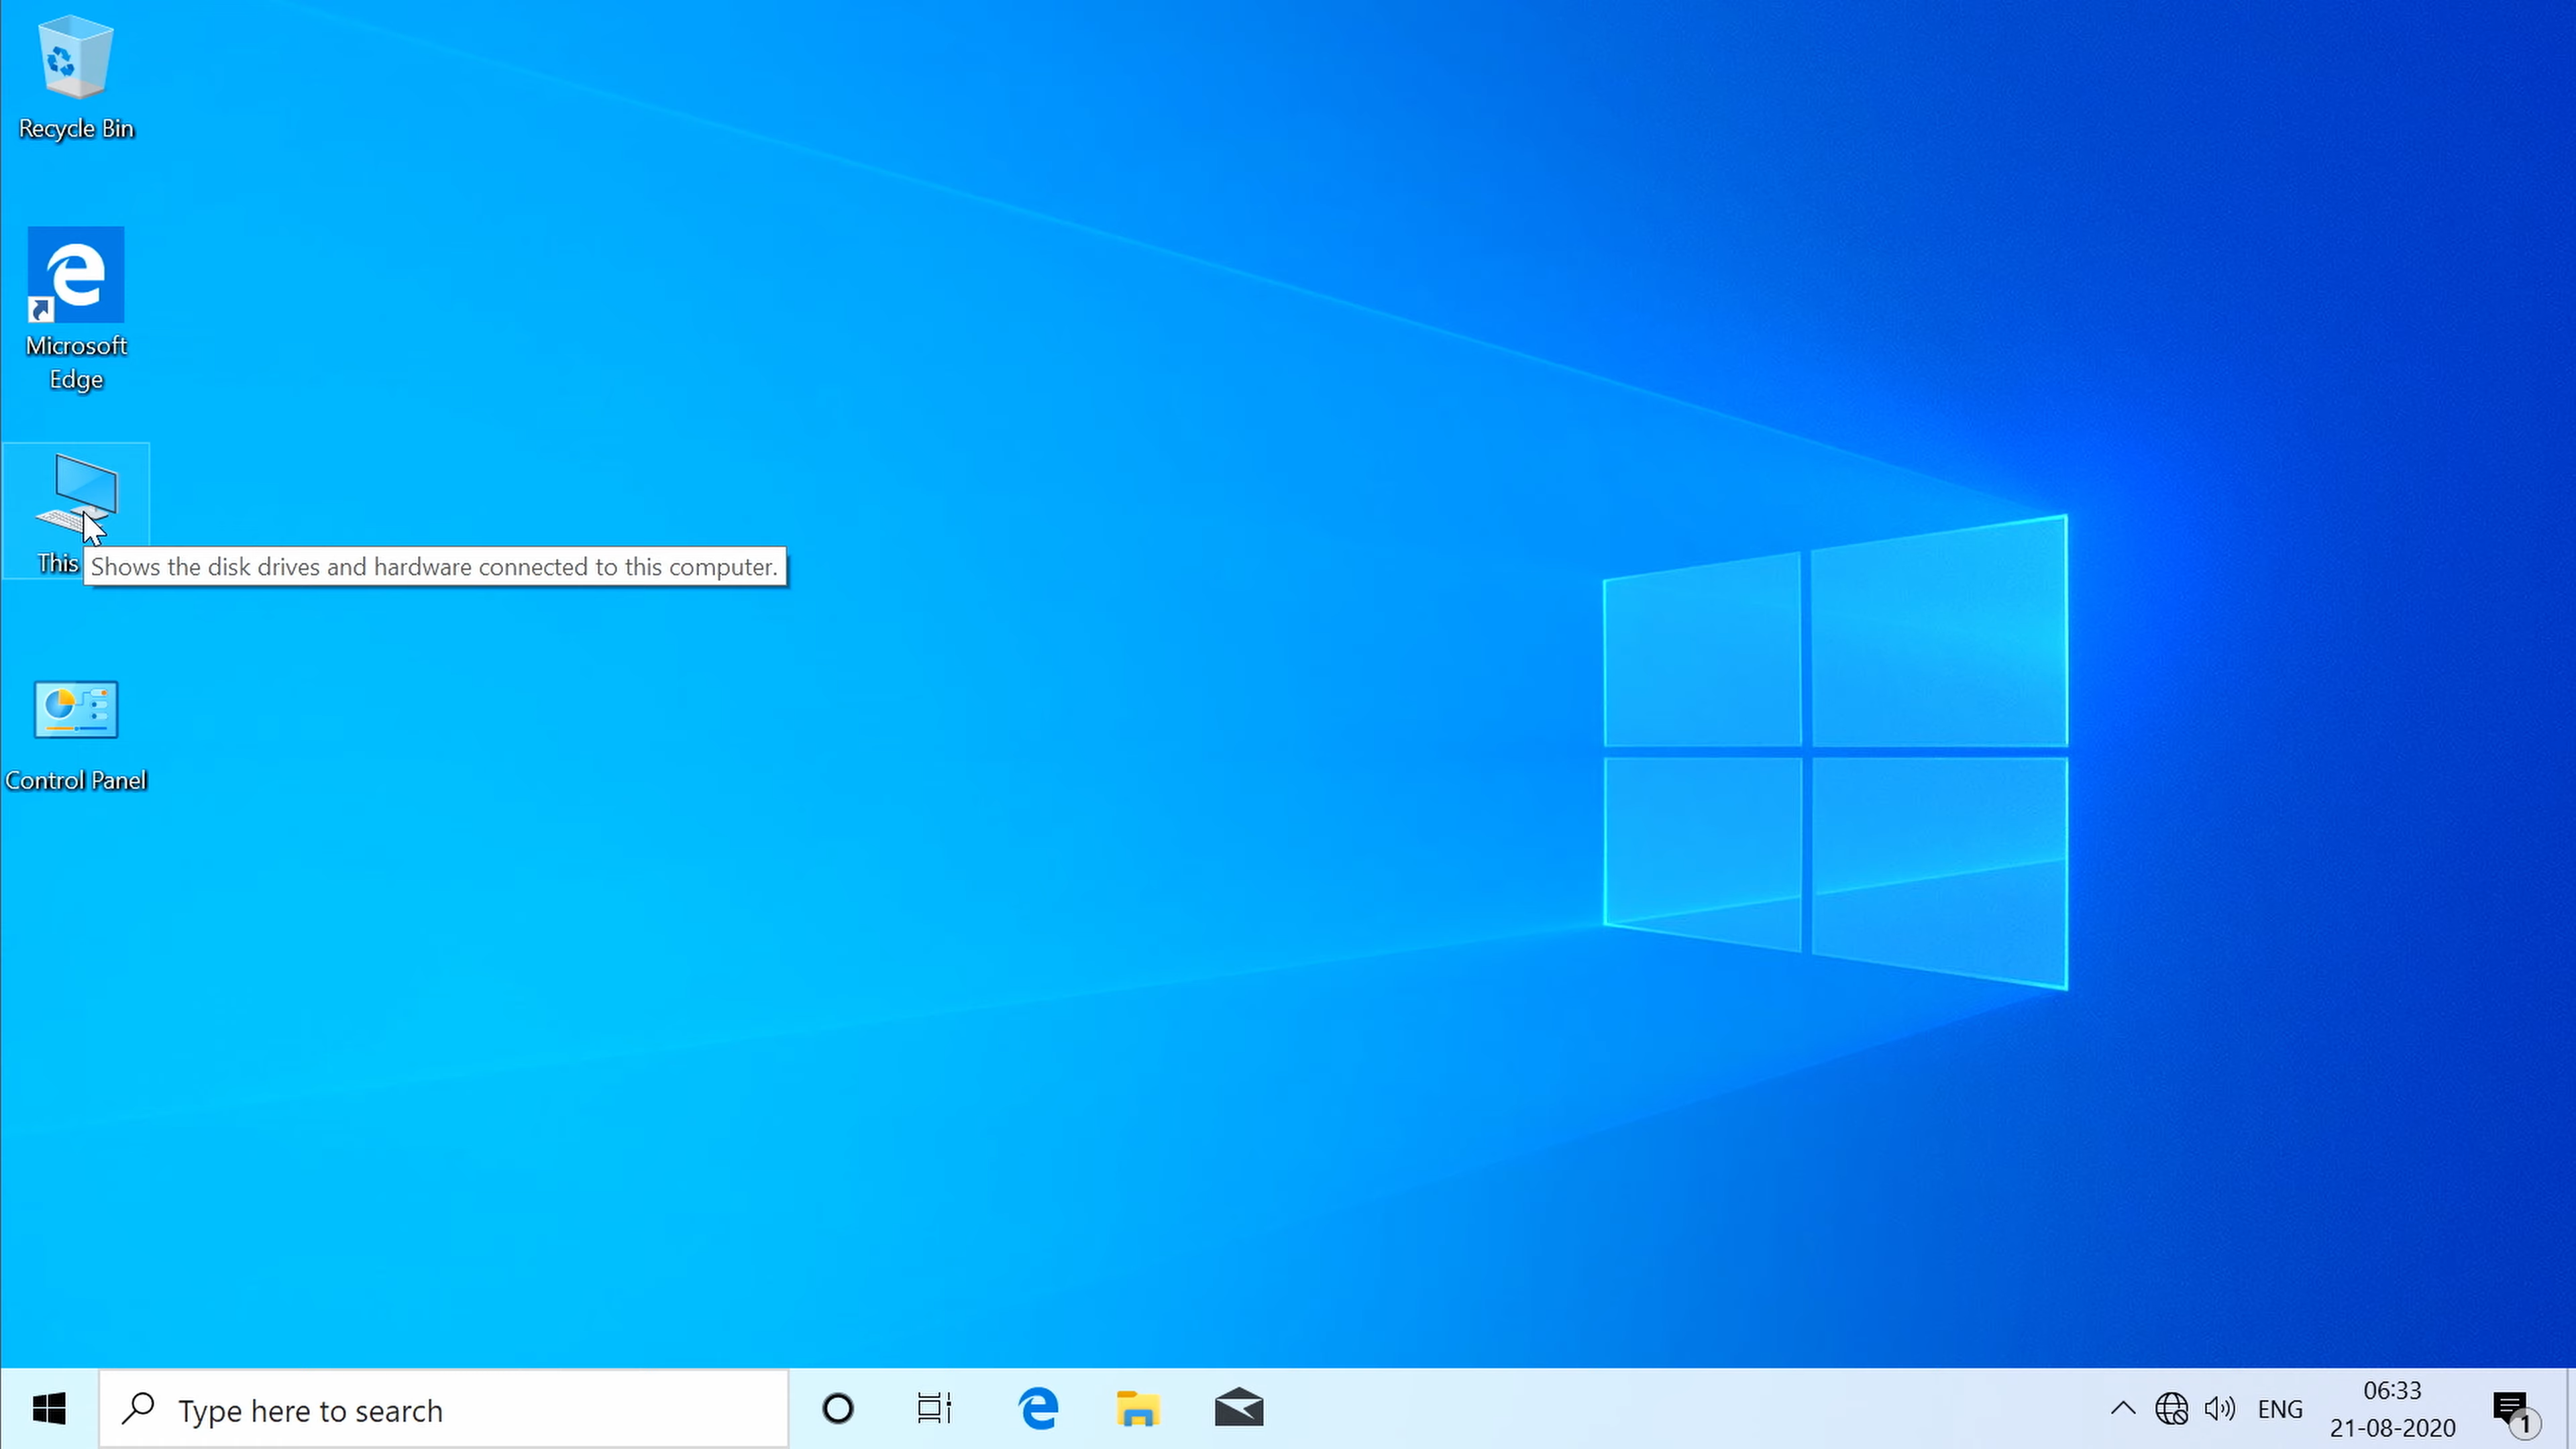 Recycle Bin
Microsoft
Edge
This
Shows the disk drives and hardware connected to this computer.
Control Panel
Type here to search
ENG
06:33
21-08-2020
1